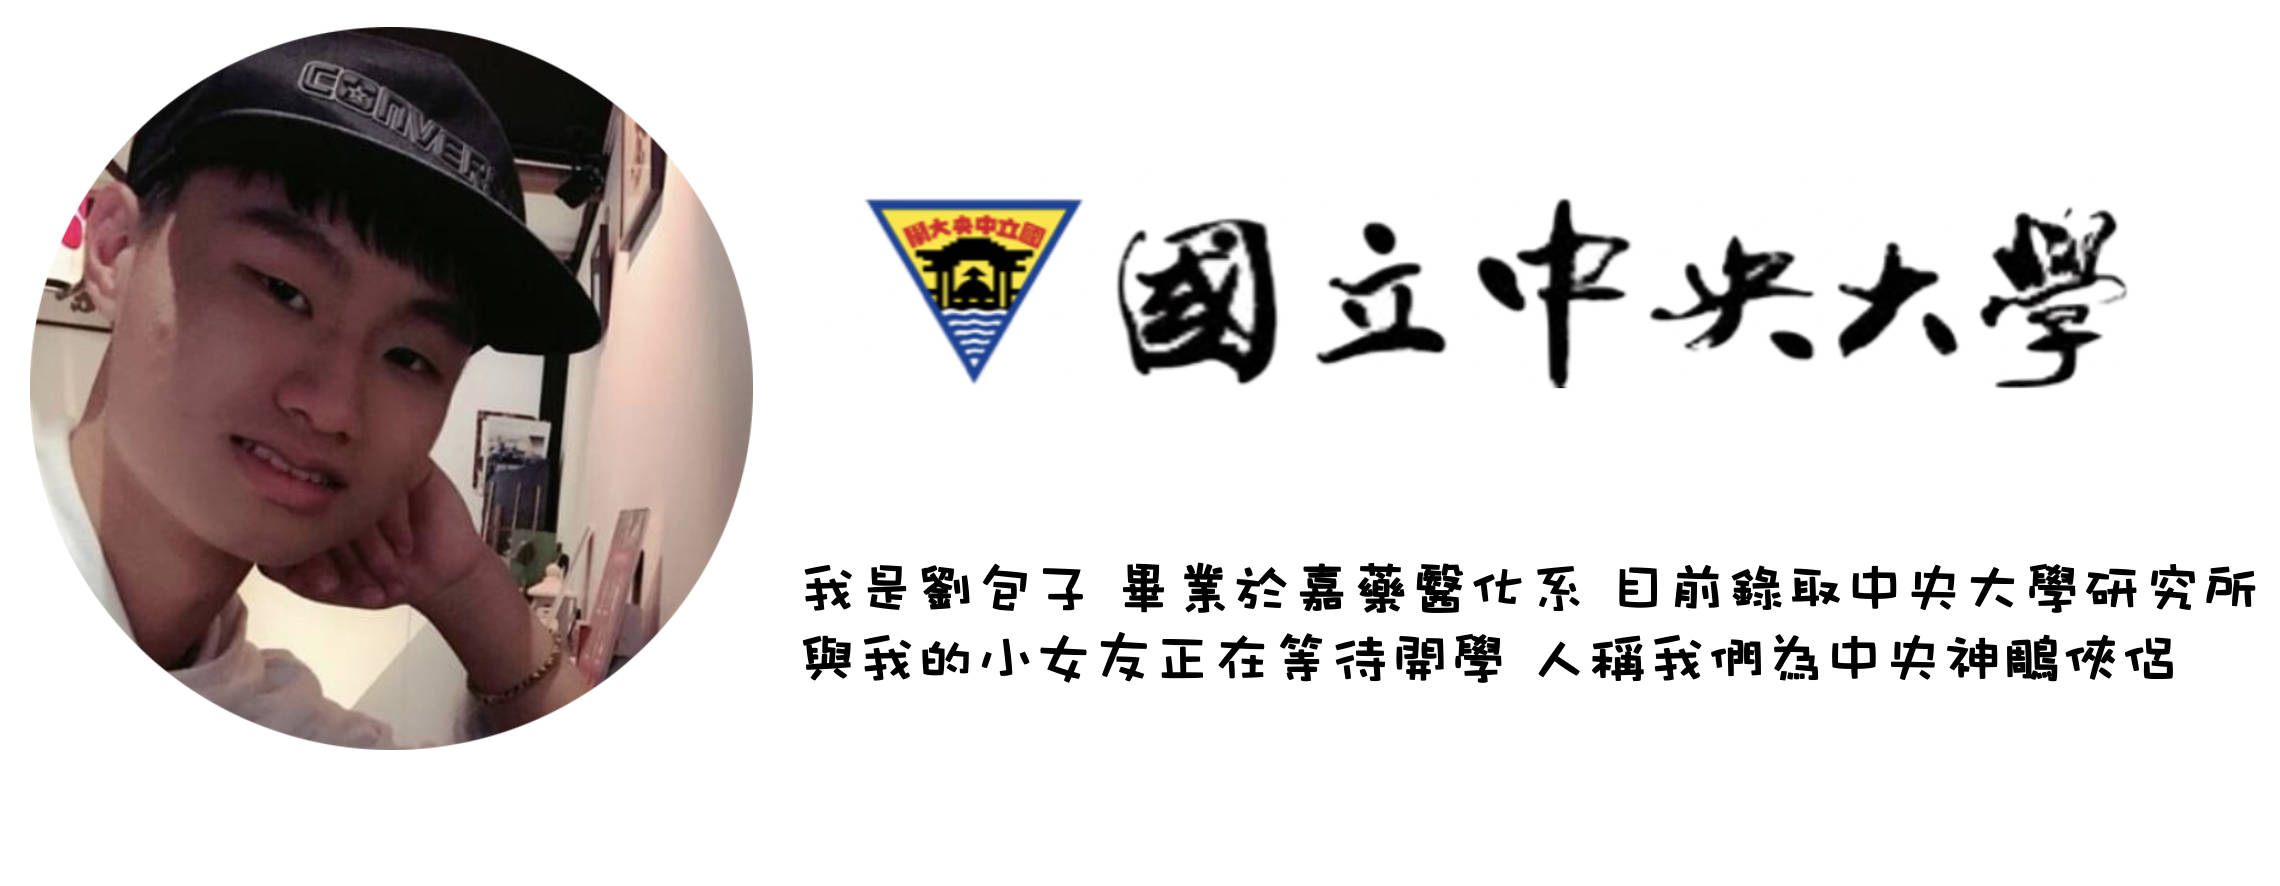 CONVER
國立中央大學
國立中央大學
我是劉包子 畢業於嘉藥醫化系 目前錄取中央大學研究所
與我的小女友正在等待開學 人稱我們為中央神鵰俠侶